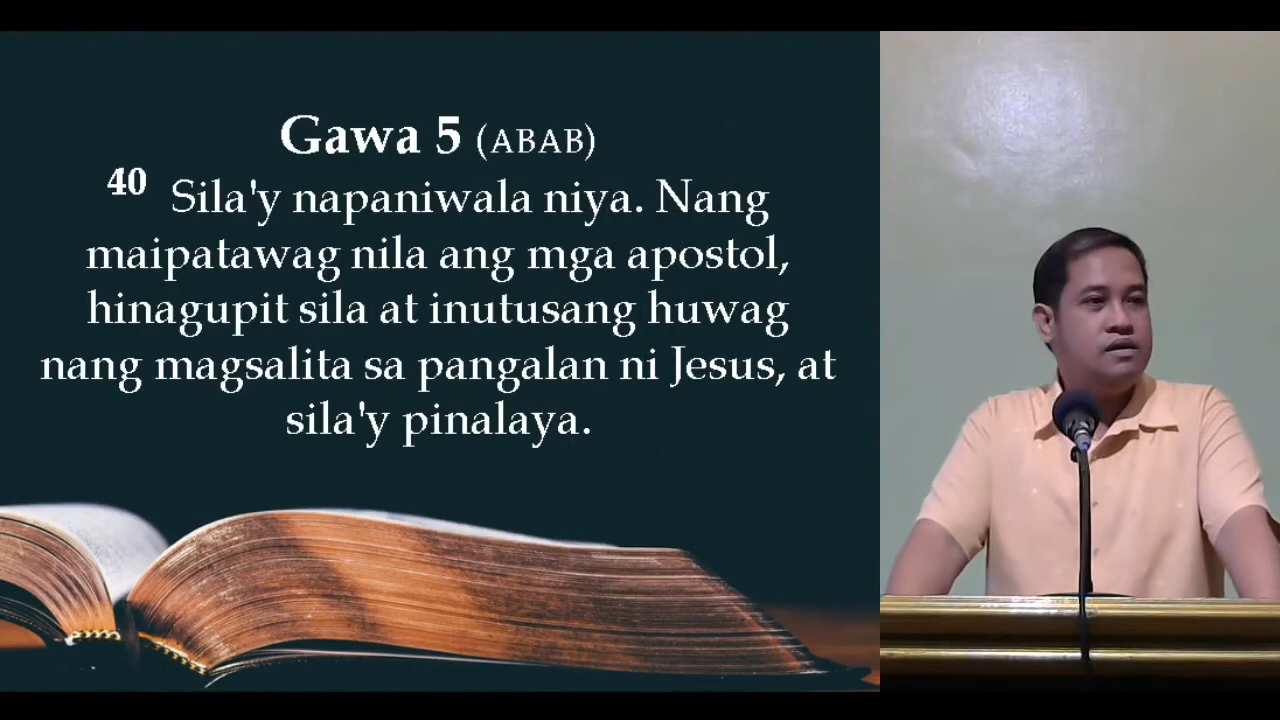 Gawa 5 (ABAB)
40 Sila'y napaniwala niya. Nang
maipatawag nila ang mga apostol,
hinagupit sila at inutusang huwag
nang magsalita sa pangalan ni Jesus, at
sila'y pinalaya.